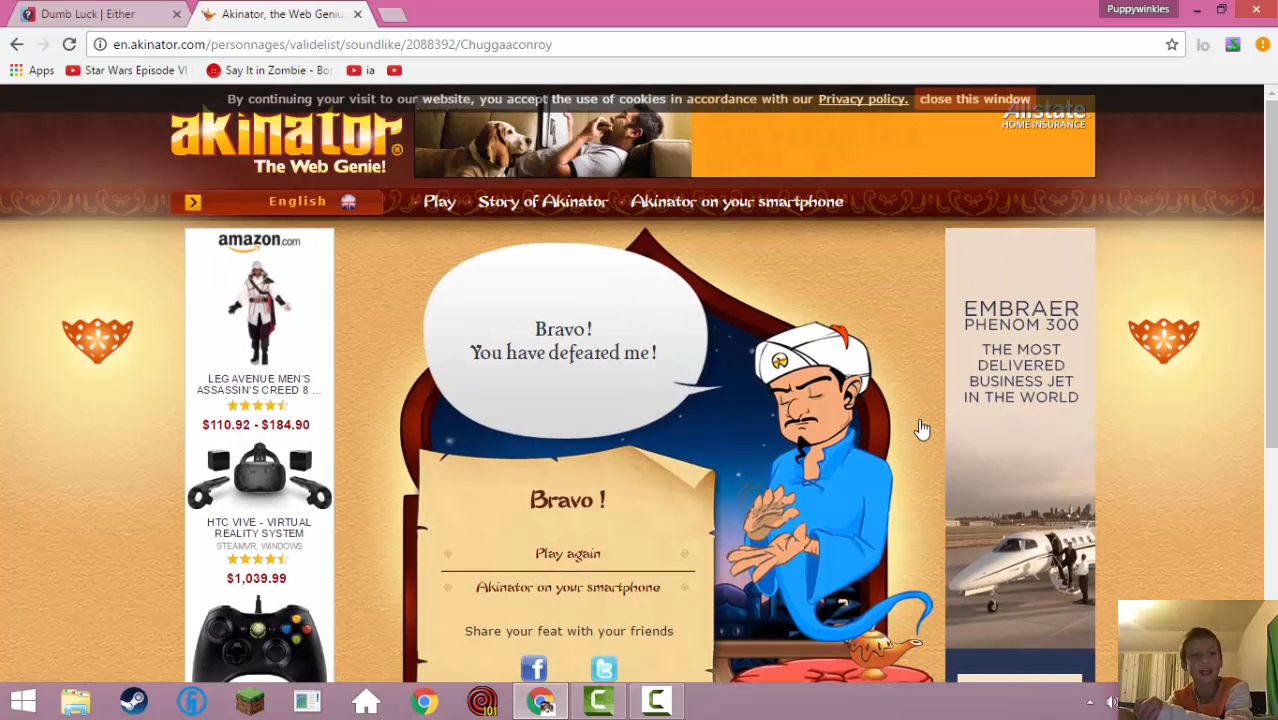 Dumb Luck | Either
Akinator, the Web Geniu
Puppywinkles
en.akinator.com/personnages/validelist/soundlike/2088392/Chuggaaconroy
Apps
Star Wars Episode VI
Say It in Zombie - Bo
ia
By continuing your visit to our website, you accept the use of cookies in accordance with our Privacy policy. close this window
akinator®
The Web Genie!
Allstate
HOME INSURANCE
English
Play
Story of Akinator
Akinator on your smartphone
amazon.com
LEG AVENUE MEN'S
ASSASSIN'S CREED 8 ...
$110.92 - $184.90
HTC VIVE - VIRTUAL
REALITY SYSTEM
STEAMVR, WINDOWS
$1,039.99
Bravo!
You have defeated me!
Bravo !
Play again
Akinator on your smartphone
Share your feat with your friends
EMBRAER
PHENOM 300
THE MOST
DELIVERED
BUSINESS JET
IN THE WORLD
101